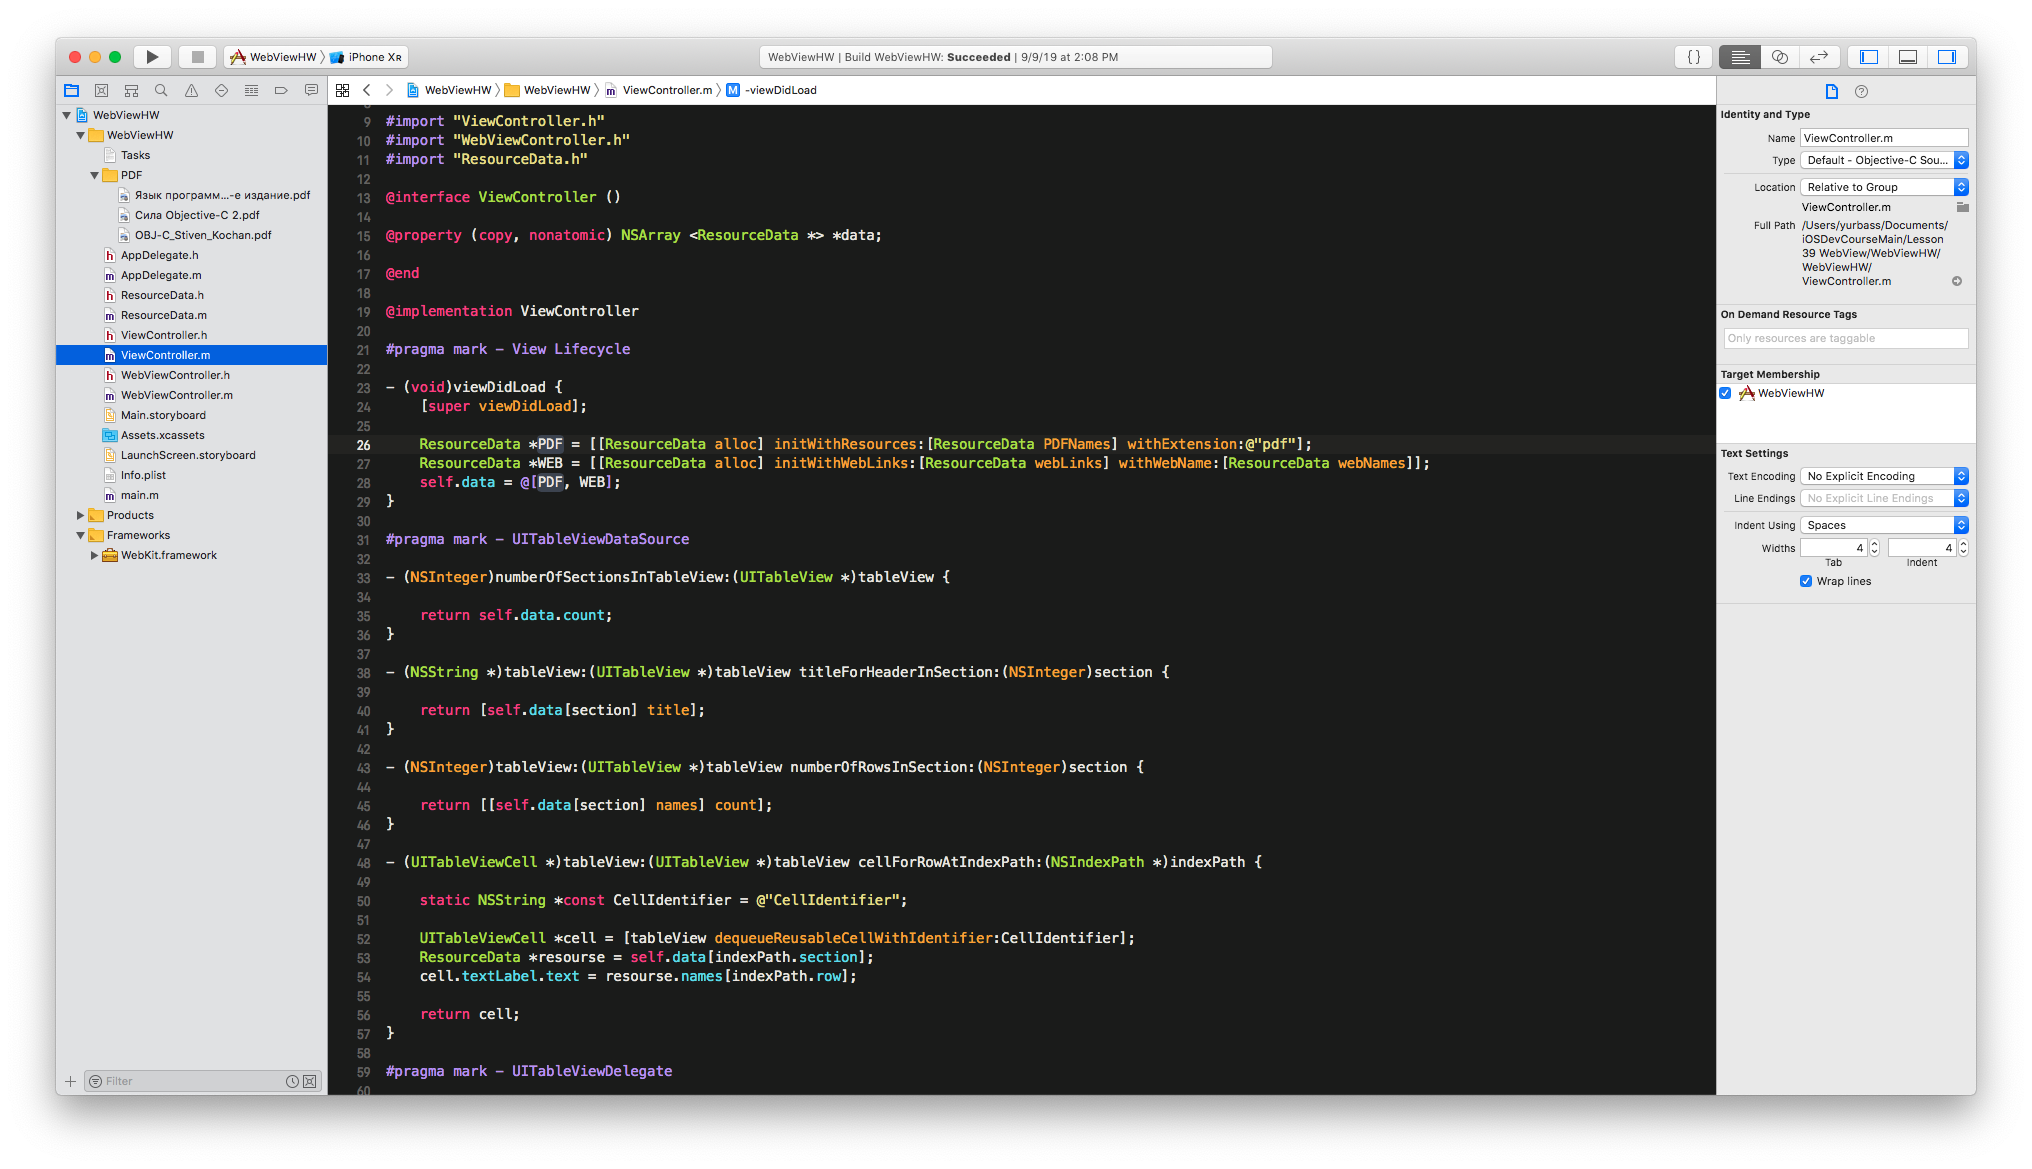 WebViewHW
iPhone XR
WebViewHW | Build WebViewHW: Succeeded | 9/9/19 at 2:08 PM
{ }
WebViewHW
WebViewHW
Tasks
PDF
Язык программ...-е издание.pdf
Сила Objective-C 2.pdf
OBJ-C_Stiven_Kochan.pdf
AppDelegate.h
AppDelegate.m
ResourceData.h
ResourceData.m
ViewController.h
ViewController.m
WebViewController.h
WebViewController.m
Main.storyboard
Assets.xcassets
LaunchScreen.storyboard
Info.plist
main.m
Products
Frameworks
WebKit.framework
Filter
WebViewHW
WebViewHW
ViewController.m
M -viewDidLoad
9 #import "ViewController.h"
10 #import "WebViewController.h"
11 #import "ResourceData.h"
12
13 @interface ViewController ()
14
15 @property (copy, nonatomic) NSArray <ResourceData *> *data;
16
17 @end
18
19 @implementation ViewController
20
21 #pragma mark - View Lifecycle
22
23 - (void)viewDidLoad {
24 [super viewDidLoad];
25
26 ResourceData *PDF = [[ResourceData alloc] initWithResources:[ResourceData PDFNames] withExtension:@"pdf"];
27 ResourceData *WEB = [[ResourceData alloc] initWithWebLinks:[ResourceData webLinks] withWebName:[ResourceData webNames]];
28 self.data = @[PDF, WEB];
29 }
30
31 #pragma mark - UITableViewDataSource
32
33 - (NSInteger)numberOfSectionsInTableView:(UITableView *)tableView {
34
35 return self.data.count;
36 }
37
38 - (NSString *)tableView:(UITableView *)tableView titleForHeaderInSection:(NSInteger)section {
39
40 return [self.data[section] title];
41 }
42
43 - (NSInteger)tableView:(UITableView *)tableView numberOfRowsInSection:(NSInteger)section {
44
45 return [[self.data[section] names] count];
46 }
47
48 - (UITableViewCell *)tableView:(UITableView *)tableView cellForRowAtIndexPath:(NSIndexPath *)indexPath {
49
50 static NSString *const CellIdentifier = @"CellIdentifier";
51
52 UITableViewCell *cell = [tableView dequeueReusableCellWithIdentifier:CellIdentifier];
53 ResourceData *resourse = self.data[indexPath.section];
54 cell.textLabel.text = resourse.names[indexPath.row];
55
56 return cell;
57 }
58
59 #pragma mark - UITableViewDelegate
60
Identity and Type
Name ViewController.m
Type Default - Objective-C Sou...
Location Relative to Group
ViewController.m
Full Path /Users/yurbass/Documents/
iOSDevCourseMain/Lesson
39 WebView/WebViewHW/
WebViewHW/
ViewController.m
On Demand Resource Tags
Only resources are taggable
Target Membership
WebViewHW
Text Settings
Text Encoding No Explicit Encoding
Line Endings No Explicit Line Endings
Indent Using Spaces
Widths 4 4
Tab Indent
Wrap lines